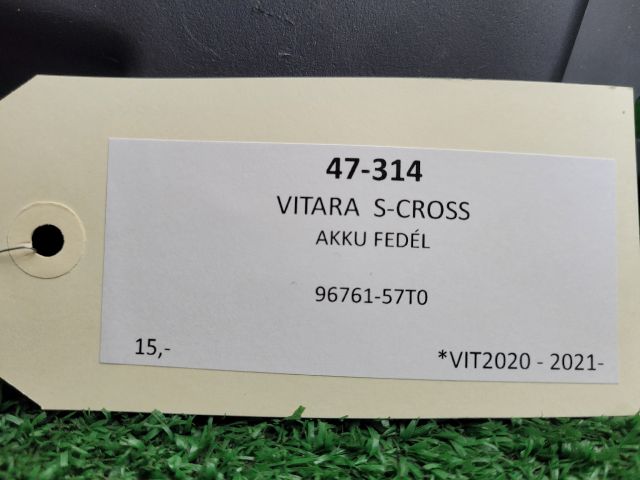 47-314
VITARA S-CROSS
AKKU FEDÉL
96761-57T0
15,-
*VIT2020 - 2021-